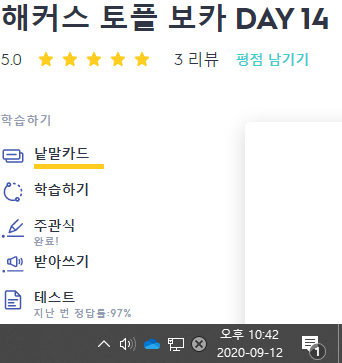 해커스 토플 보카 DAY 14
5.0 3 리뷰 평점 남기기
학습하기
낱말카드
학습하기
주관식
완료!
받아쓰기
테스트
지난 번 정답률:97%
오후 10:42
2020-09-12
1